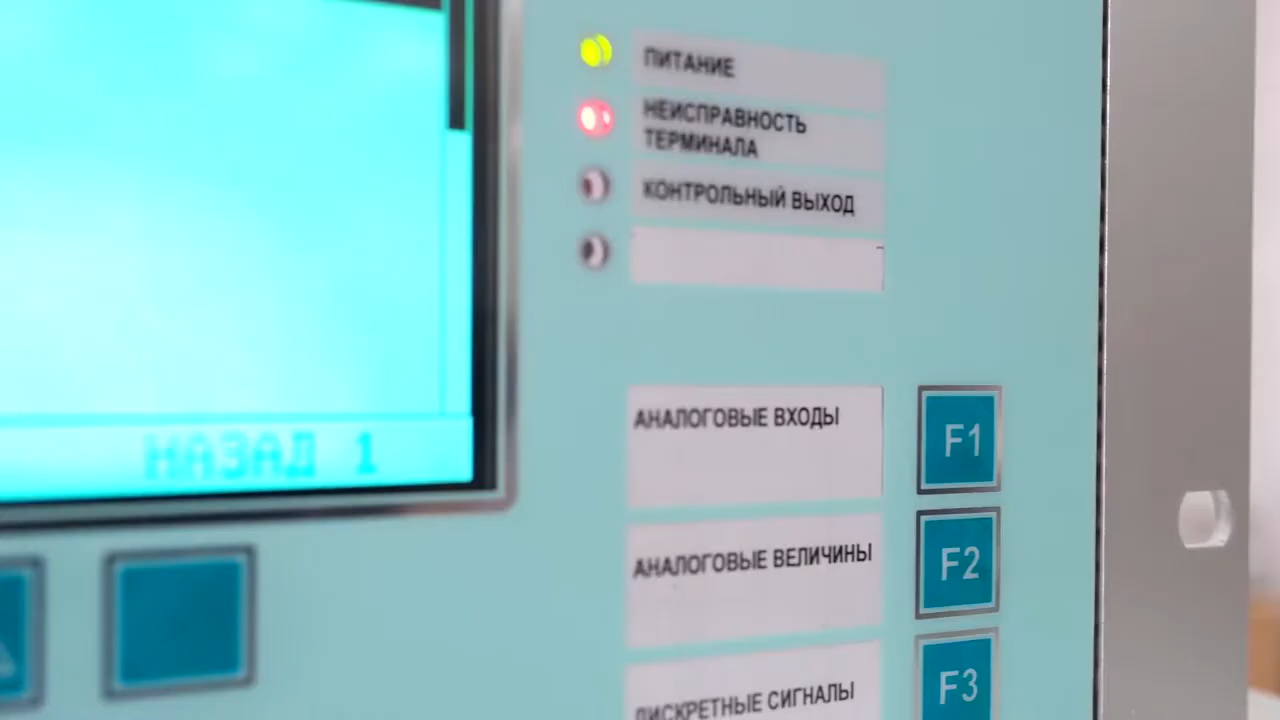 ПИТАНИЕ
НЕИСПРАВНОСТЬ
ТЕРМИНАЛА
КОНТРОЛЬНЫЙ ВЫХОД
НАЗАД 1
АНАЛОГОВЫЕ ВХОДЫ
F1
АНАЛОГОВЫЕ ВЕЛИЧИНЫ
F2
ДИСКРЕТНЫЕ СИГНАЛЫ
F3